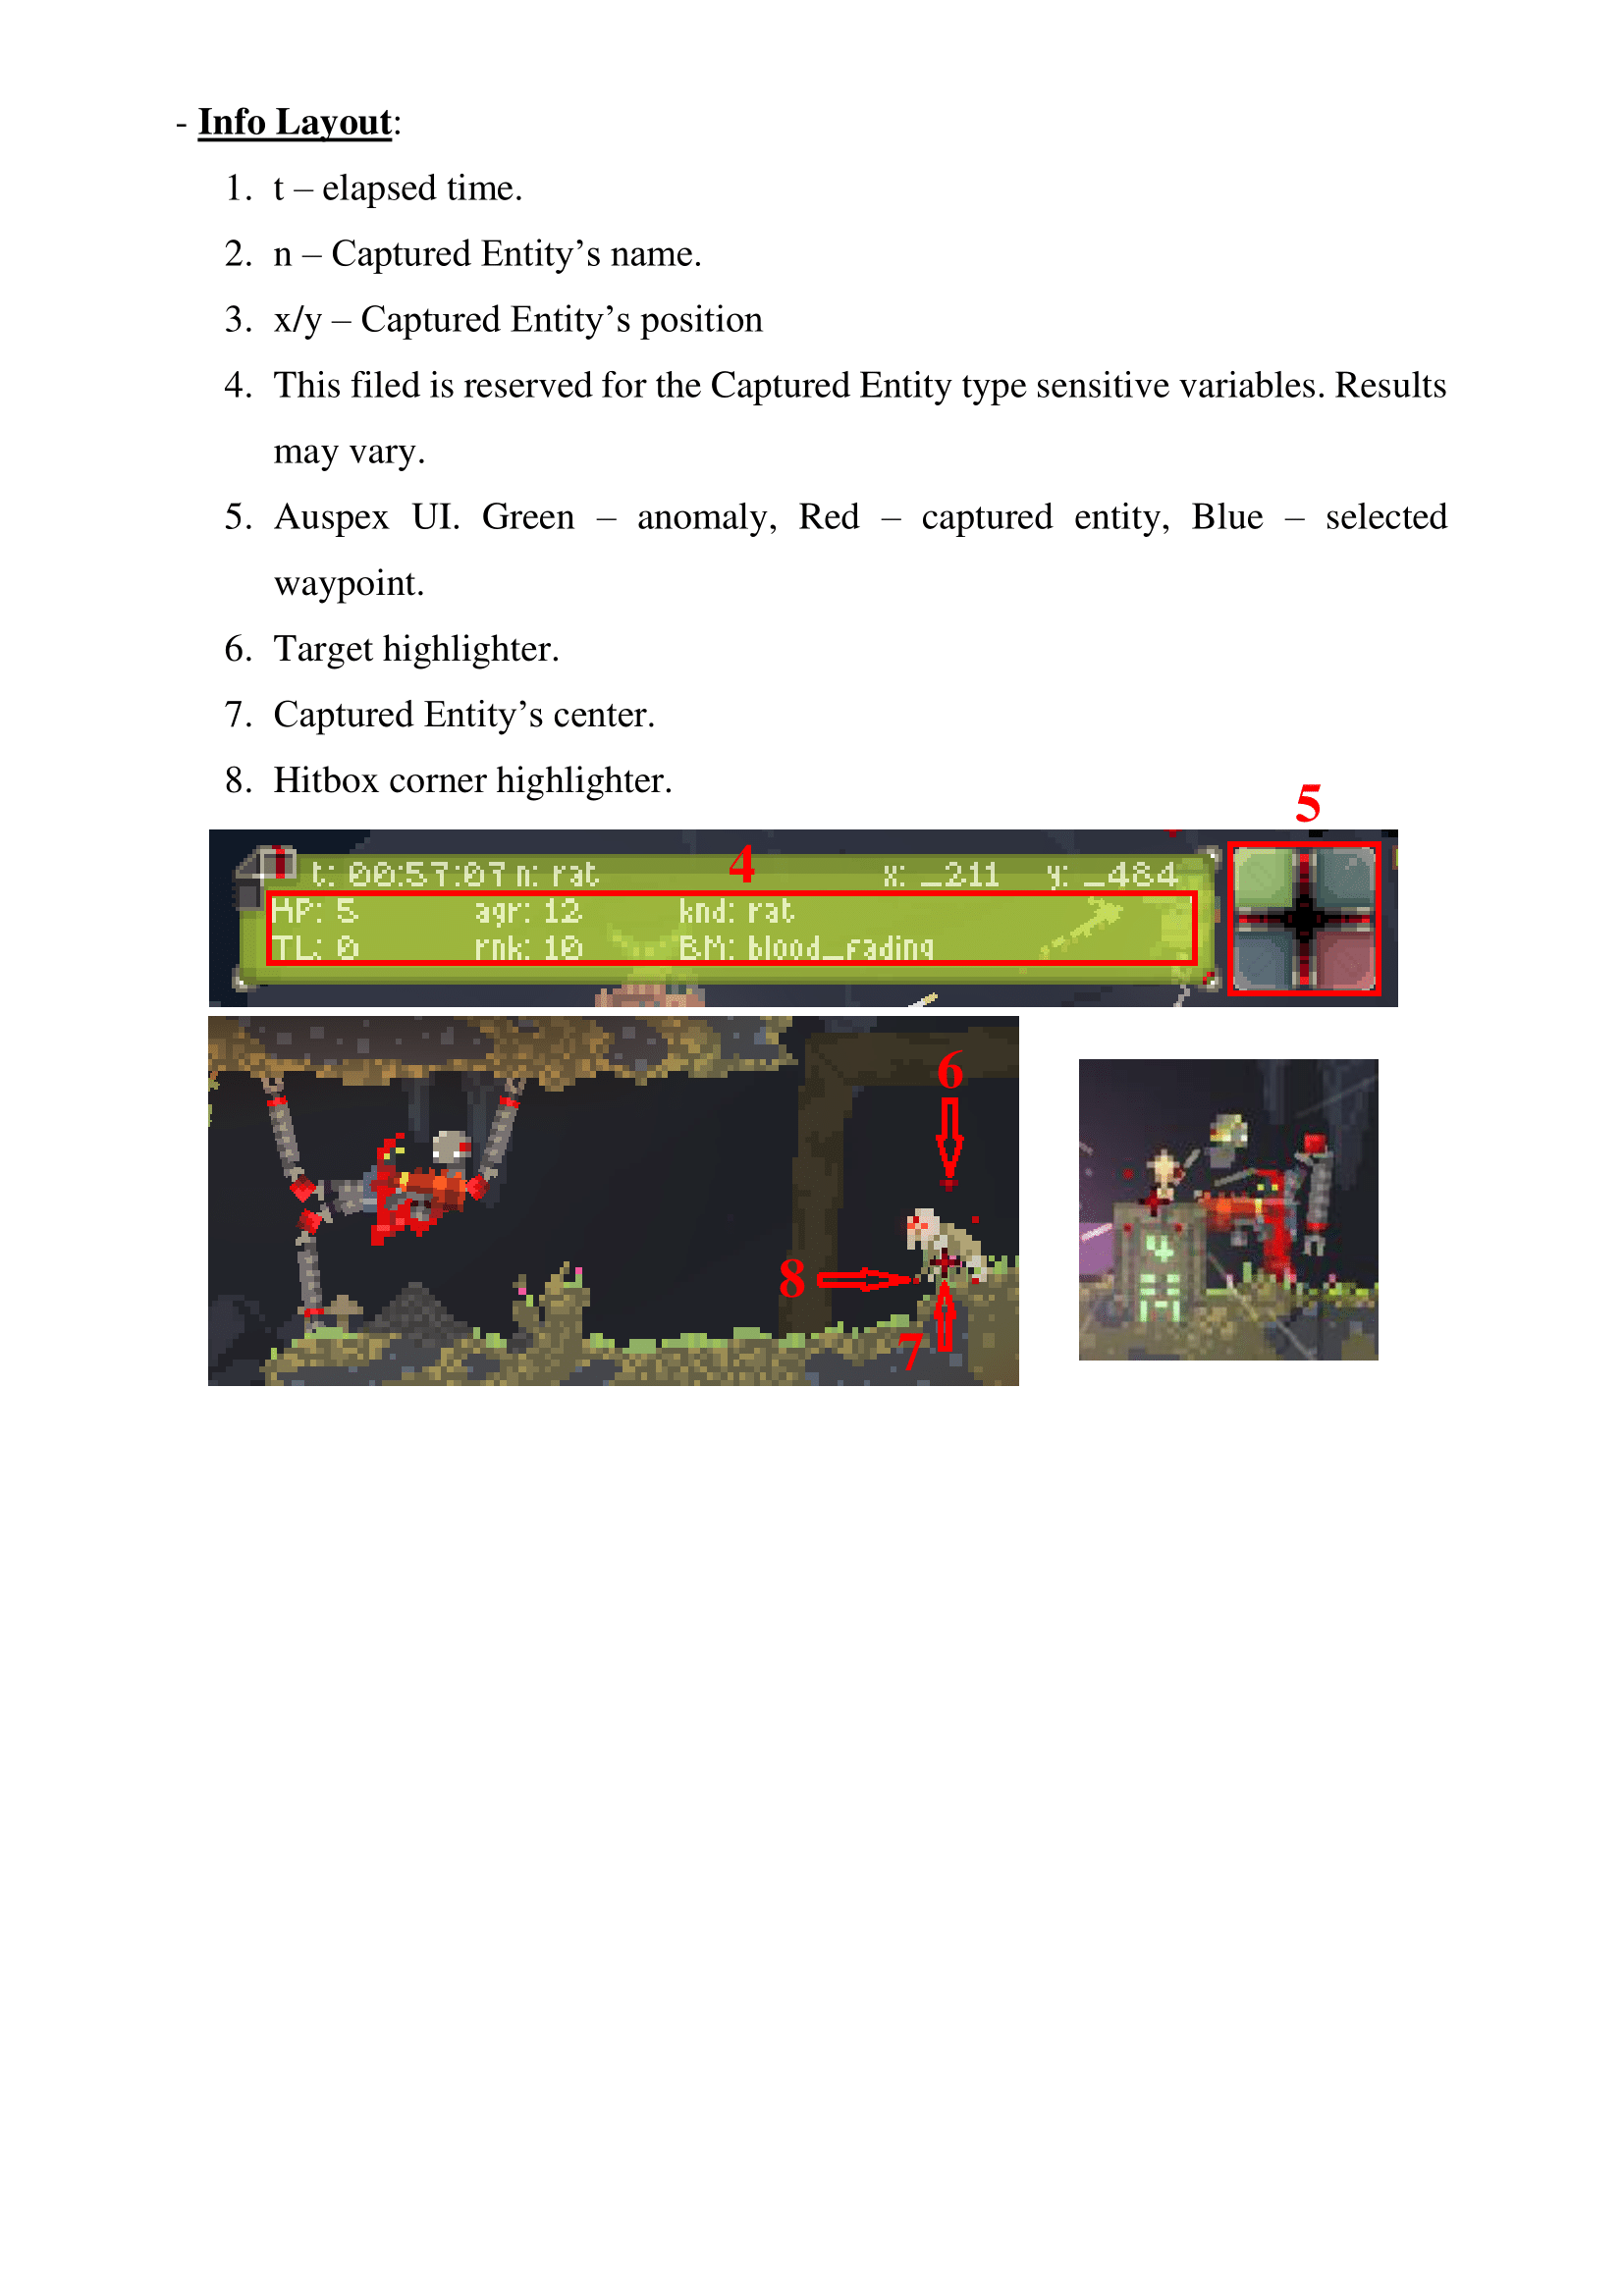 - Info Layout:
1. t – elapsed time.
2. n – Captured Entity’s name.
3. x/y – Captured Entity’s position
4. This filed is reserved for the Captured Entity type sensitive variables. Results
may vary.
5. Auspex UI. Green – anomaly, Red – captured entity, Blue – selected
waypoint.
6. Target highlighter.
7. Captured Entity’s center.
8. Hitbox corner highlighter.
5
4
t: 00:57:07 n: rat x: _211 y: _484
HP: 5 agr: 12 knd: rat
TL: 0 rnk: 10 BM: blood_fading
6
8
7